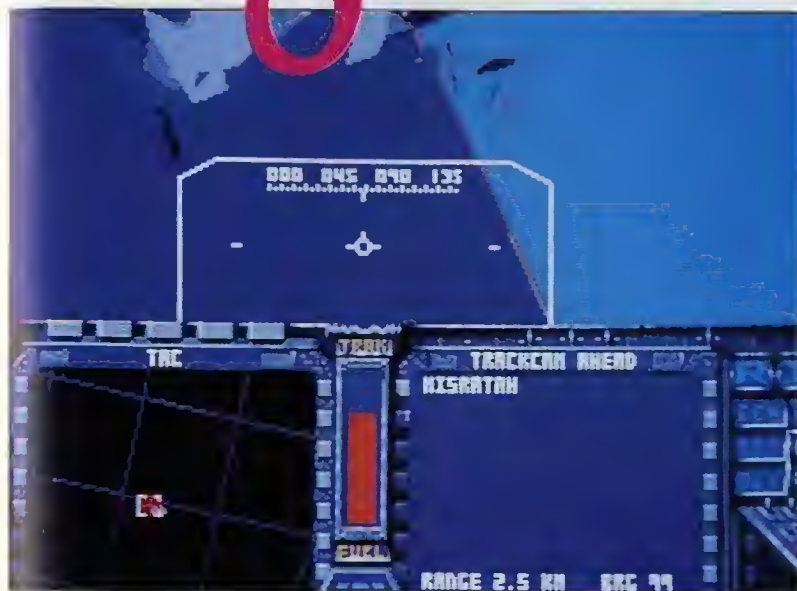 000 045 090 135
TAC
TRAK
TRACKCAM AHEAD
MISRATAH
FUEL
RANGE 2.5 KM BRG 99